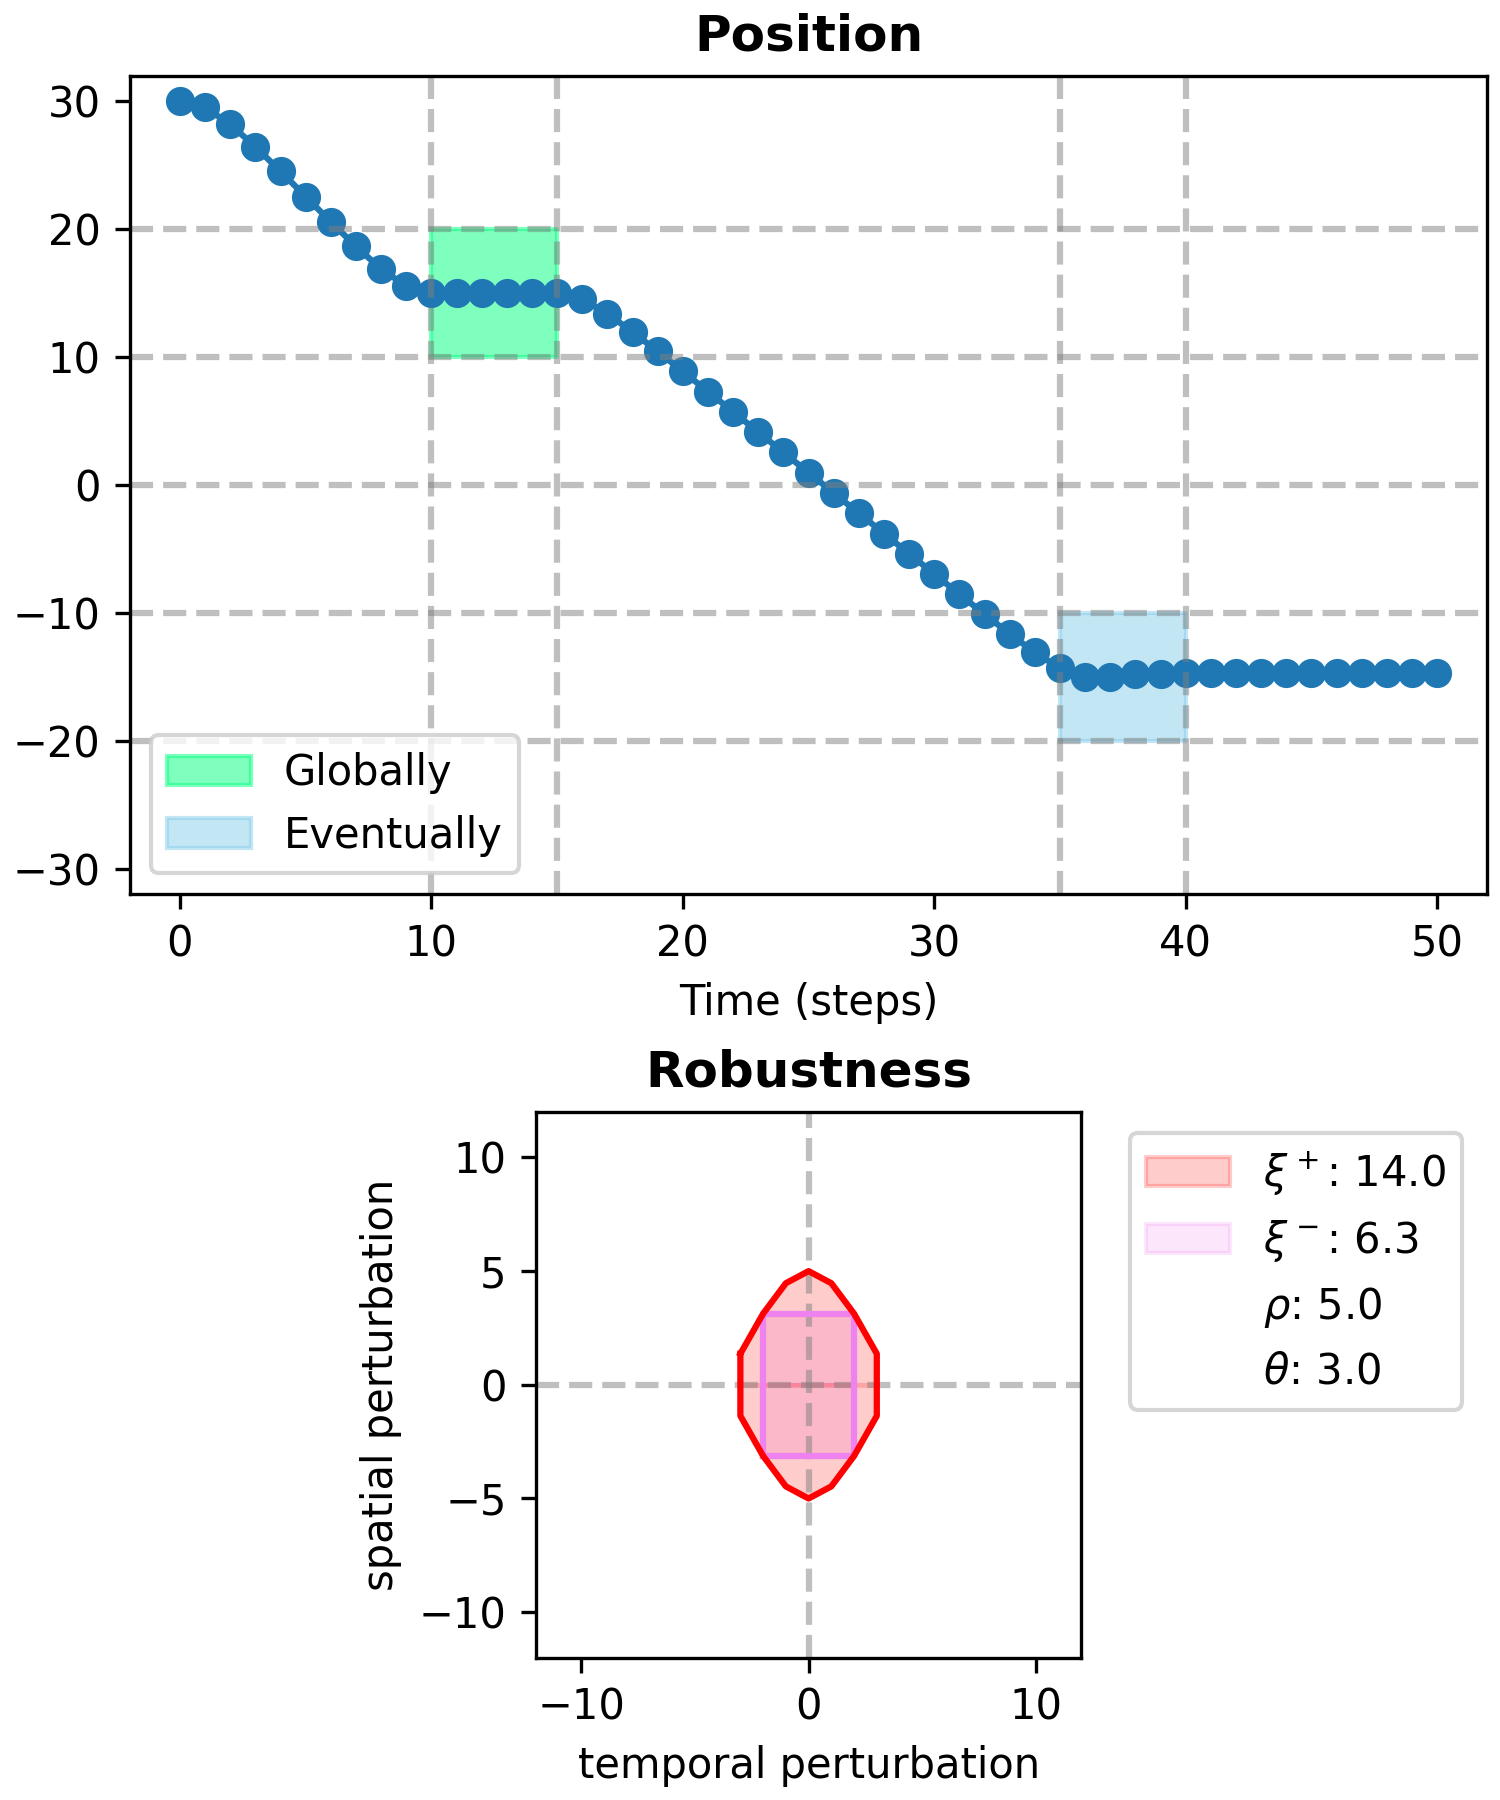 Position
30
20
10
0
−10
−20
−30
Globally
Eventually
0 10 20 30 40 50
Time (steps)
Robustness
10
5
0
−5
−10
spatial perturbation
−10 0 10
temporal perturbation
ξ⁺: 14.0
ξ⁻: 6.3
ρ: 5.0
θ: 3.0